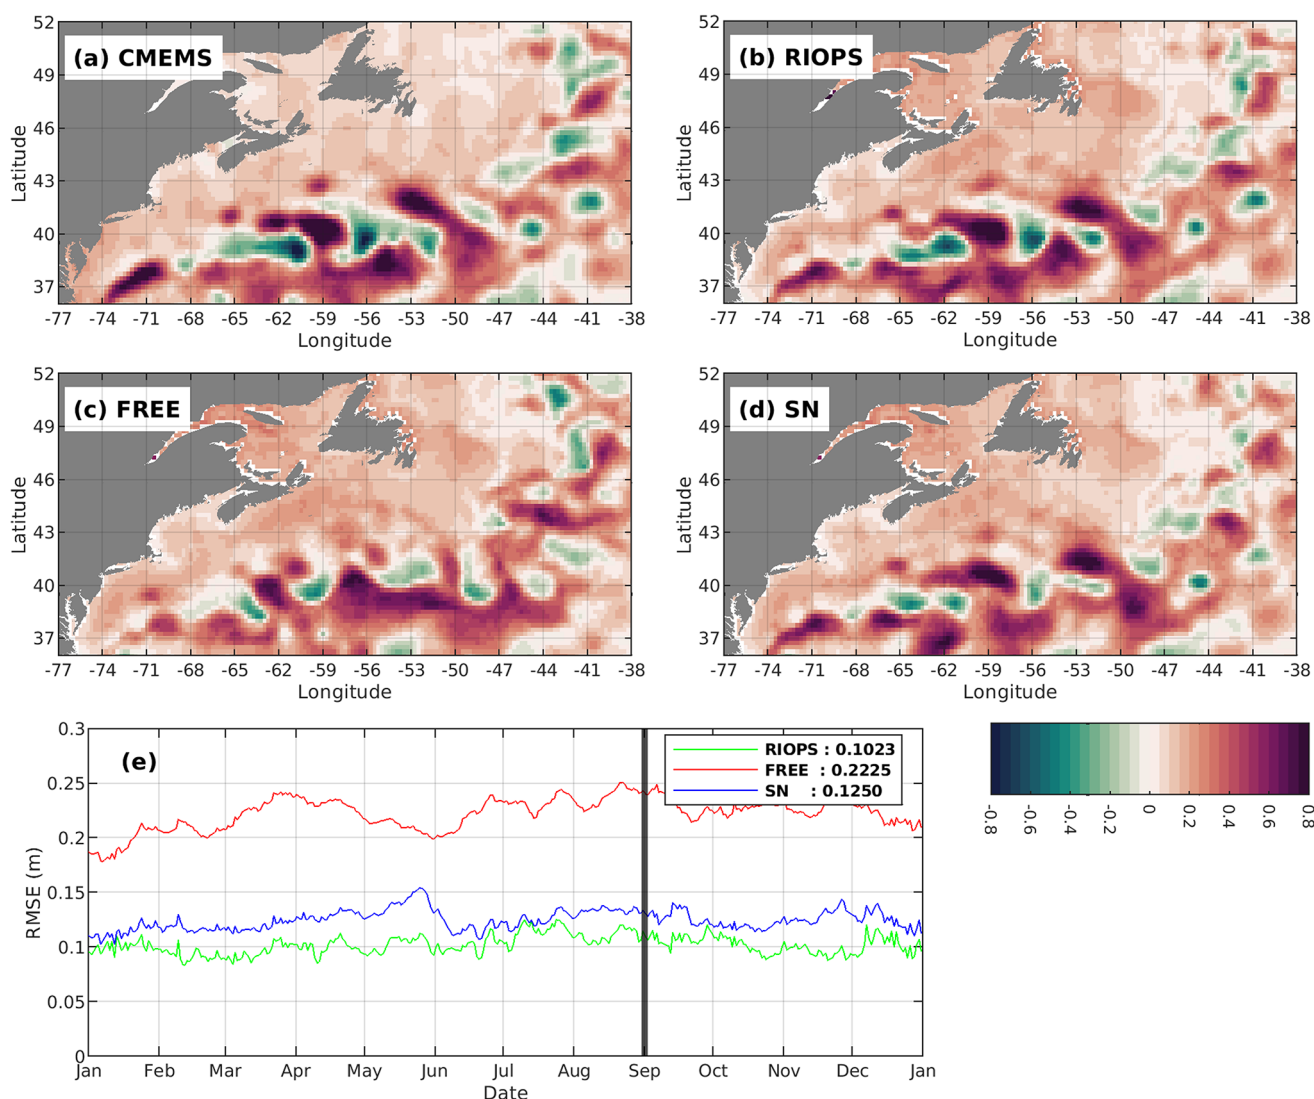 52
49
46
43
40
37
Latitude
(a) CMEMS
-77 -74 -71 -68 -65 -62 -59 -56 -53 -50 -47 -44 -41 -38
Longitude
52
49
46
43
40
37
Latitude
(b) RIOPS
-77 -74 -71 -68 -65 -62 -59 -56 -53 -50 -47 -44 -41 -38
Longitude
52
49
46
43
40
37
Latitude
(c) FREE
-77 -74 -71 -68 -65 -62 -59 -56 -53 -50 -47 -44 -41 -38
Longitude
52
49
46
43
40
37
Latitude
(d) SN
-77 -74 -71 -68 -65 -62 -59 -56 -53 -50 -47 -44 -41 -38
Longitude
0.3
0.25
0.2
0.15
0.1
0.05
0
RMSE (m)
(e)
RIOPS : 0.1023
FREE : 0.2225
SN : 0.1250
Jan Feb Mar Apr May Jun Jul Aug Sep Oct Nov Dec Jan
Date
-0.8 -0.6 -0.4 -0.2 0 0.2 0.4 0.6 0.8